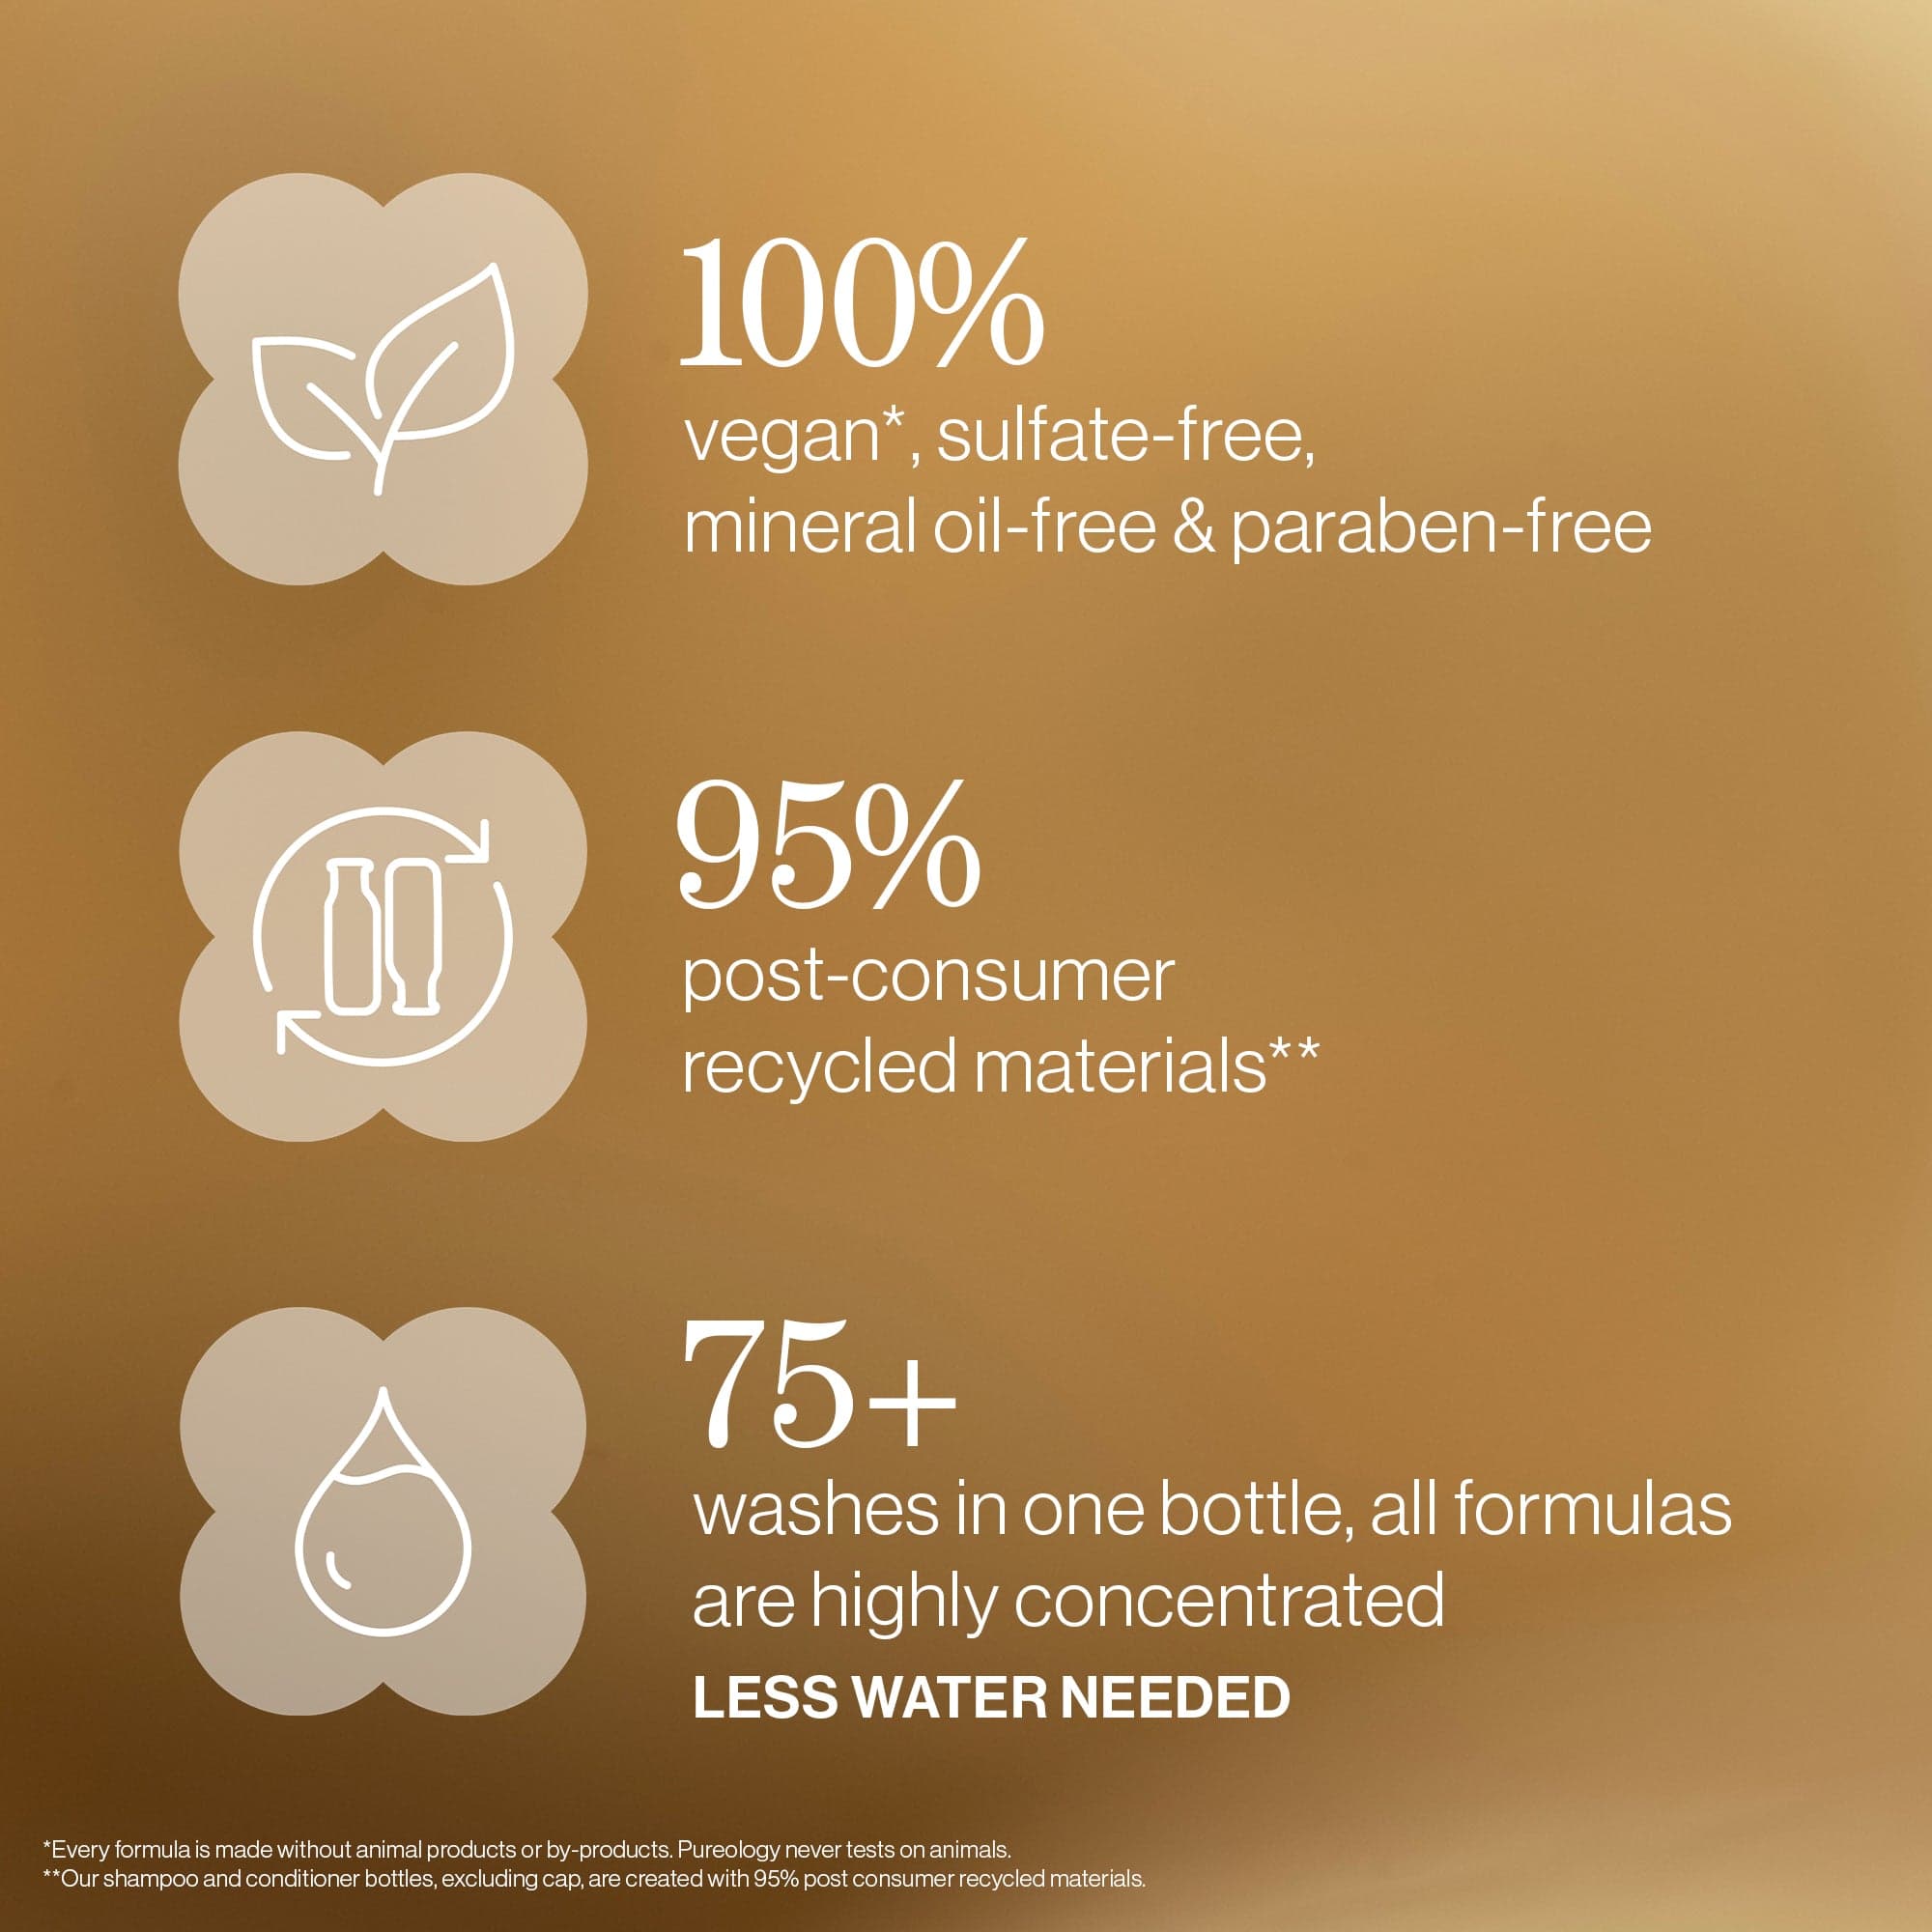 100%
vegan*, sulfate-free,
mineral oil-free & paraben-free
95%
post-consumer
recycled materials**
75+
washes in one bottle, all formulas
are highly concentrated
LESS WATER NEEDED
*Every formula is made without animal products or by-products. Pureology never tests on animals.
**Our shampoo and conditioner bottles, excluding cap, are created with 95% post consumer recycled materials.